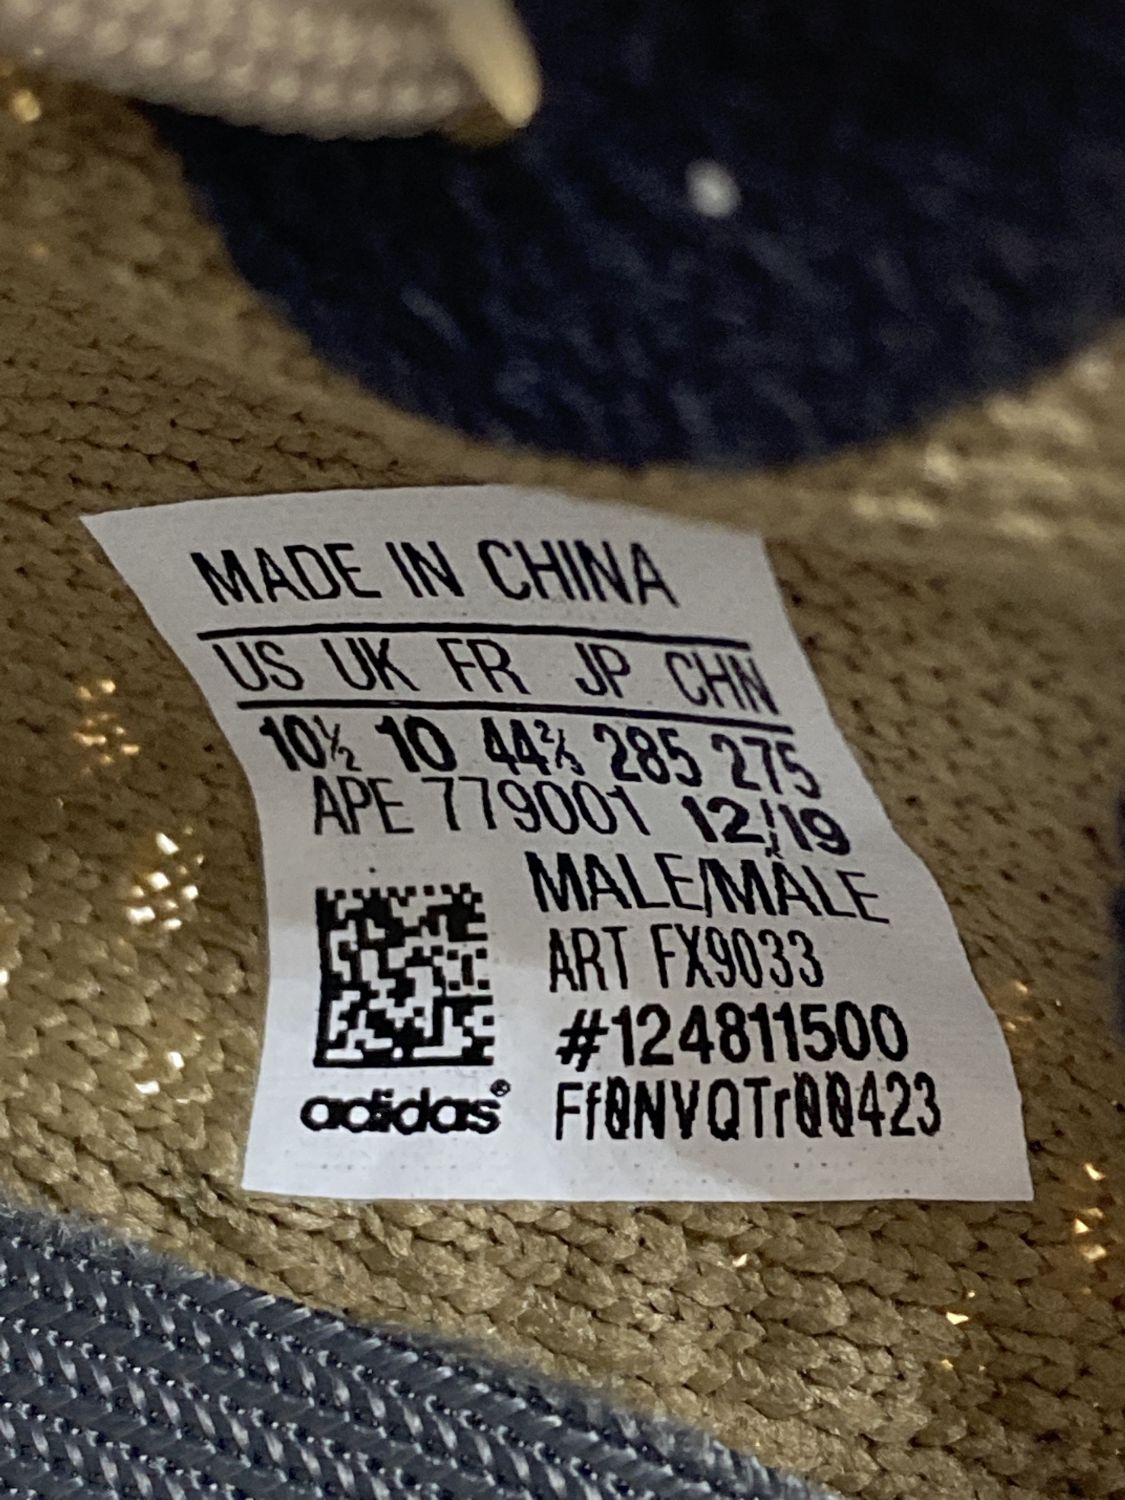 MADE IN CHINA
US UK FR JP CHN
10½ 10 44⅔ 285 275
APE 779001 12/19
MALE/MÂLE
ART FX9033
#124811500
adidas® Ff0NVQTr00423